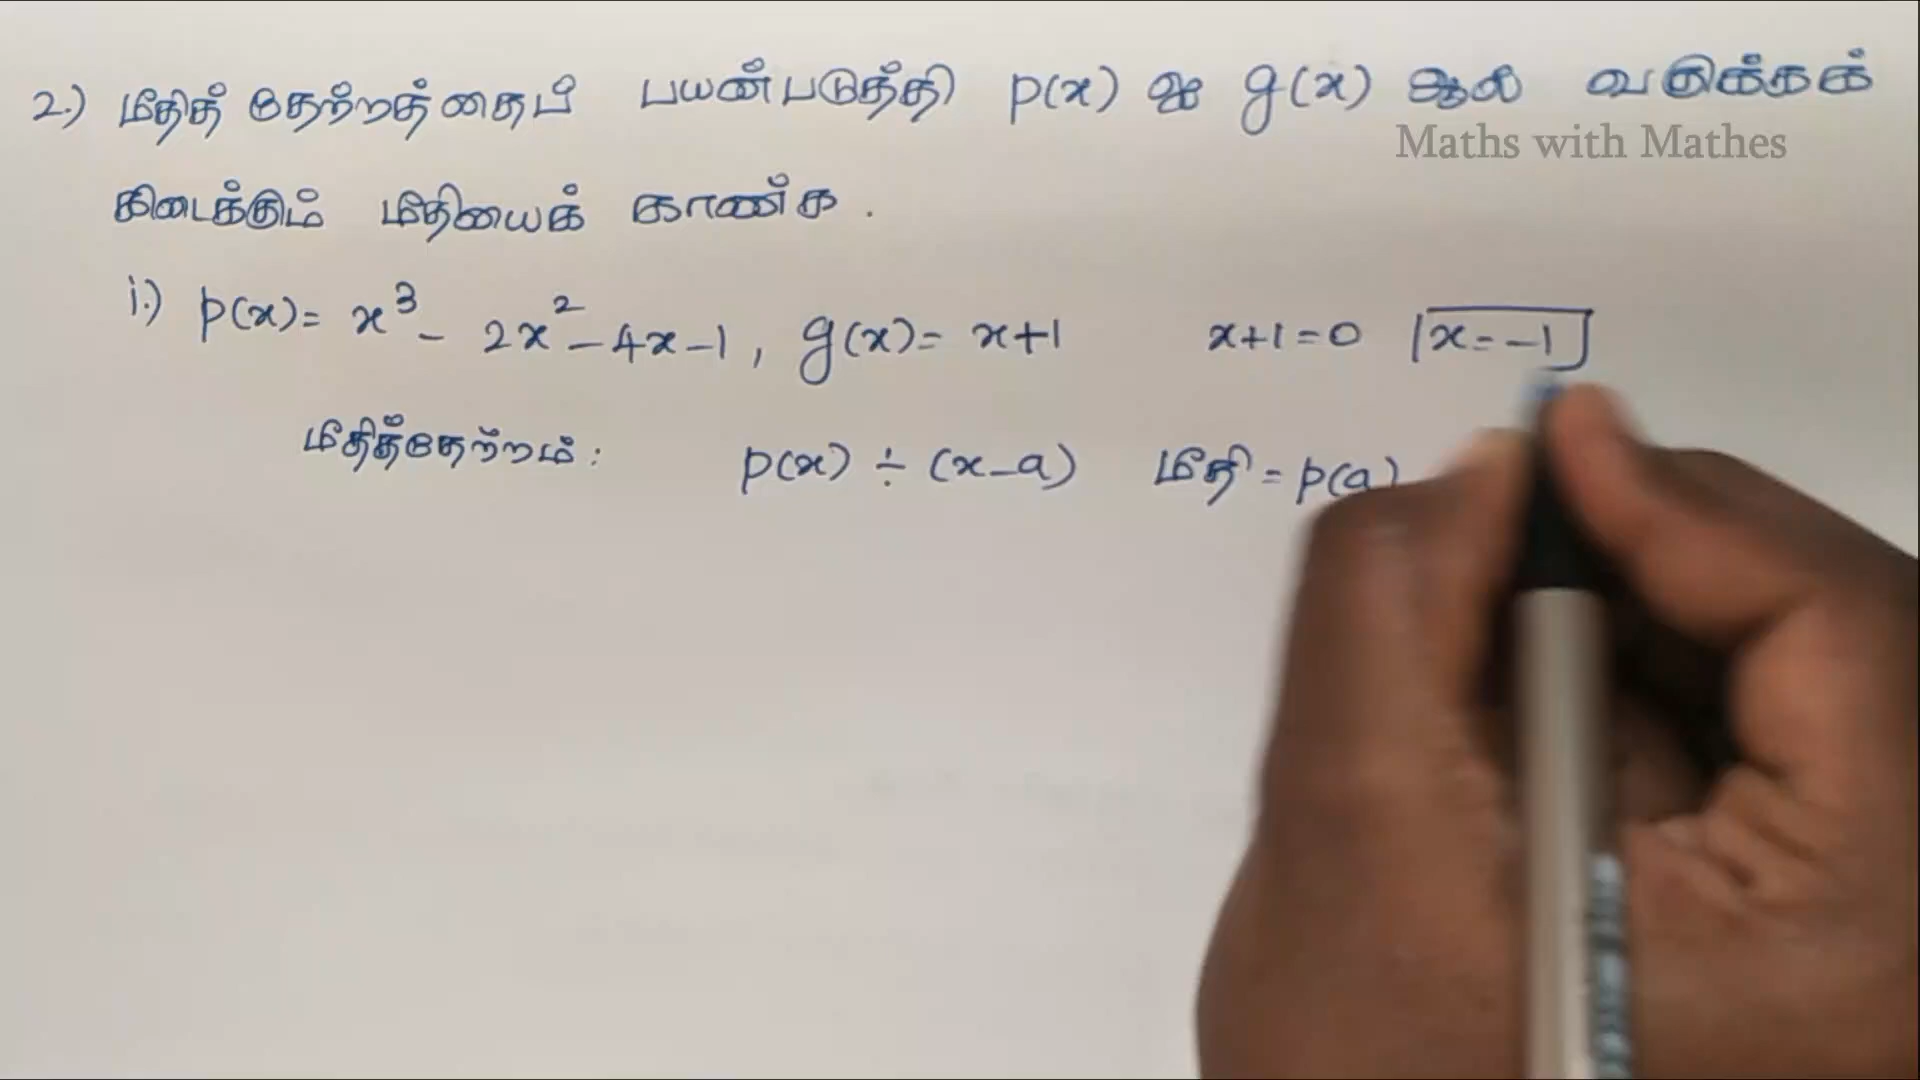 2.) மீதித் தேற்றத்தைப் பயன்படுத்தி p(x) ஐ g(x) ஆல் வகுக்கக்
Maths with Mathes
கிடைக்கும் மீதியைக் காண்க .
i.) p(x)= x³ - 2x² - 4x - 1 , g(x) = x+1 x+1=0 x=-1
மீதித்தேற்றம் : p(x) ÷ (x-a) மீதி = p(a)